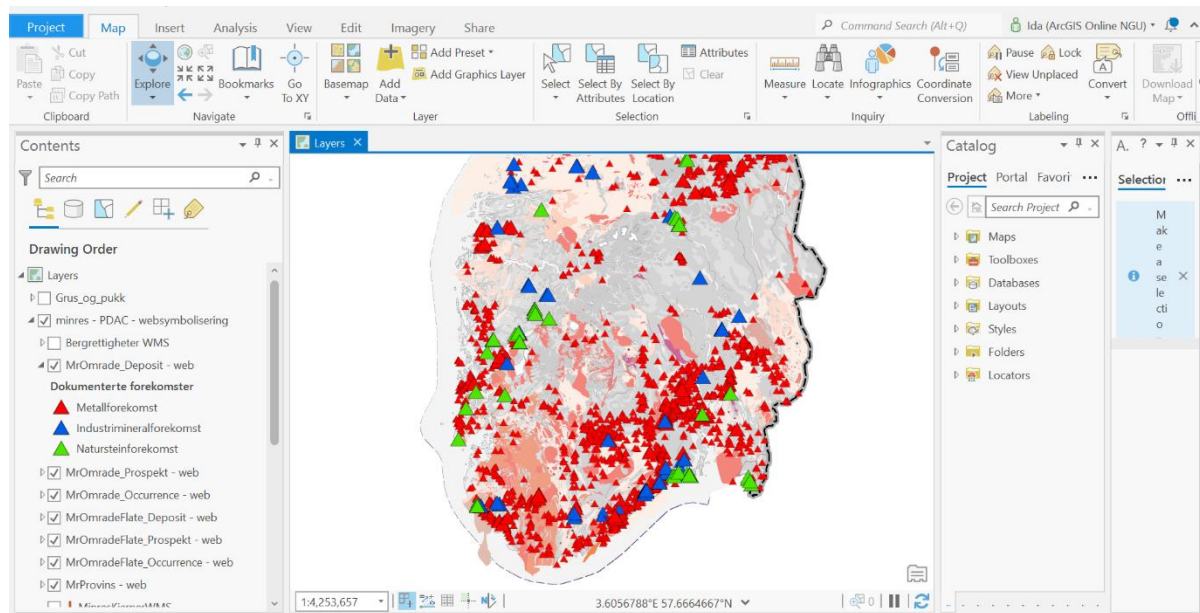 Project Map Insert Analysis View Edit Imagery Share Command Search (Alt+Q) Ida (ArcGIS Online NGU)
Paste Cut Copy Copy Path
Explore Bookmarks Go To XY
Basemap Add Data Add Preset Add Graphics Layer
Select Select By Attributes Select By Location Attributes Clear
Measure Locate Infographics Coordinate Conversion
Pause Lock View Unplaced More Convert
Download Map
Clipboard Navigate Layer Selection Inquiry Labeling Offli
Contents
Search
Drawing Order
Layers
Grus_og_pukk
minres - PDAC - websymbolisering
Bergrettigheter WMS
MrOmrade_Deposit - web
Dokumenterte forekomster
Metallforekomst
Industrimineralforekomst
Natursteinforekomst
MrOmrade_Prospekt - web
MrOmrade_Occurrence - web
MrOmradeFlate_Deposit - web
MrOmradeFlate_Prospekt - web
MrOmradeFlate_Occurrence - web
MrProvins - web
Layers
1:4,253,657
3.6056788°E 57.6664667°N
0
Catalog
Project Portal Favori
Search Project
Maps
Toolboxes
Databases
Layouts
Styles
Folders
Locators
A. ?
Selection
M
ak
e
a
se
le
cti
o